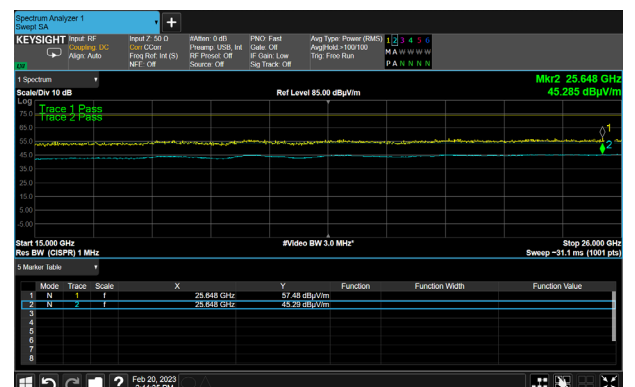 Spectrum Analyzer 1
Swept SA
+
KEYSIGHT Input: RF Input Z: 50 Ω #Atten: 0 dB PNO: Fast Avg Type: Power (RMS) 1 2 3 4 5 6
Coupling: DC Corr CCorr Preamp: USB, Int Gate: Off Avg|Hold:>100/100 M A W W W W
Align: Auto Freq Ref: Int (S) RF Preset: Off IF Gain: Low Trig: Free Run
LW NFE: Off Source: Off Sig Track: Off P A N N N N
1 Spectrum Mkr2 25.648 GHz
Scale/Div 10 dB Ref Level 85.00 dBµV/m 45.285 dBµV/m
Log
Trace 1 Pass
75.0 Trace 2 Pass
65.0 1
55.0
45.0 2
35.0
25.0
15.0
5.00
-5.00
Start 15.000 GHz #Video BW 3.0 MHz* Stop 26.000 GHz
Res BW (CISPR) 1 MHz Sweep ~31.1 ms (1001 pts)
5 Marker Table
Mode Trace Scale X Y Function Function Width Function Value
1 N 1 f 25.648 GHz 57.48 dBµV/m
2 N 2 f 25.648 GHz 45.29 dBµV/m
3
4
5
6
7
8
? Feb 20, 2023